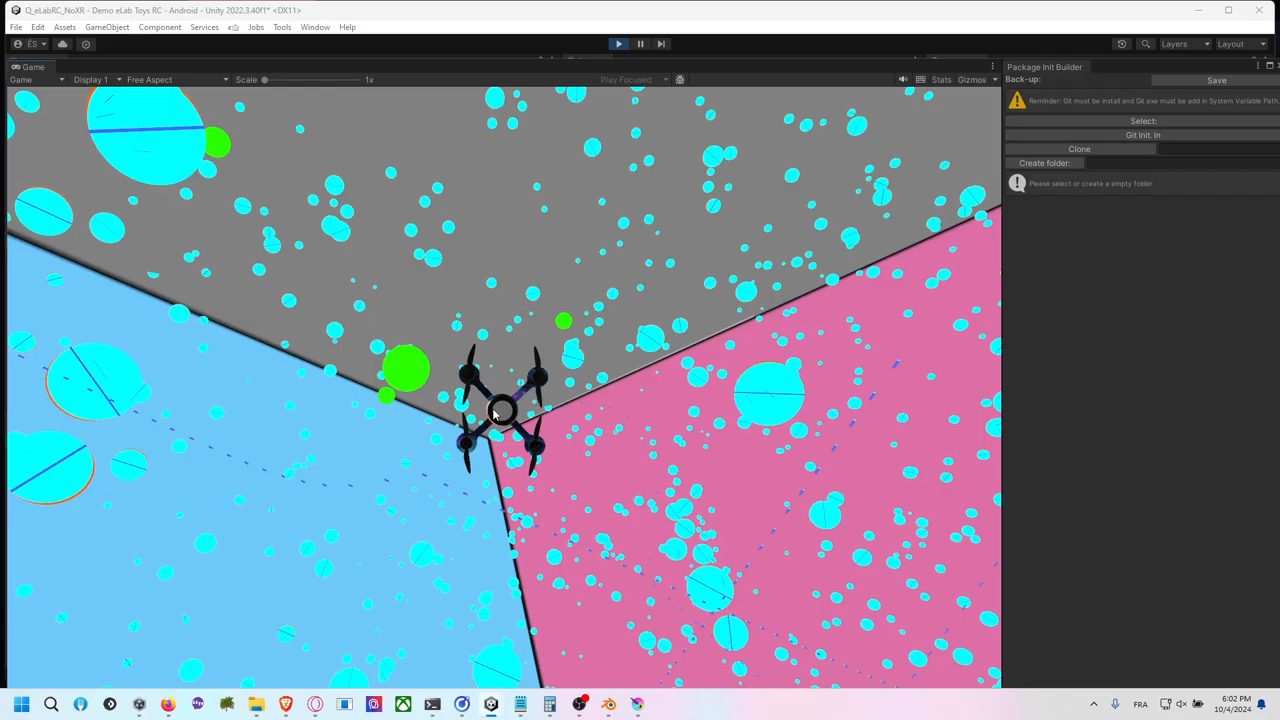 Q_eLabRC_NoXR - Demo eLab Toys RC - Android - Unity 2022.3.40f1* <DX11>
File Edit Assets GameObject Component Services Jobs Tools Window Help
ÉS Layers Layout
Game Package Init Builder
Game Display 1 Free Aspect Scale 1x Play Focused Stats Gizmos
Back-up: Save
Reminder: Git must be install and Git.exe must be add in System Variable Path.
Select:
Git Init. in
Clone
Create folder:
Please select or create a empty folder
FRA 6:02 PM
10/4/2024